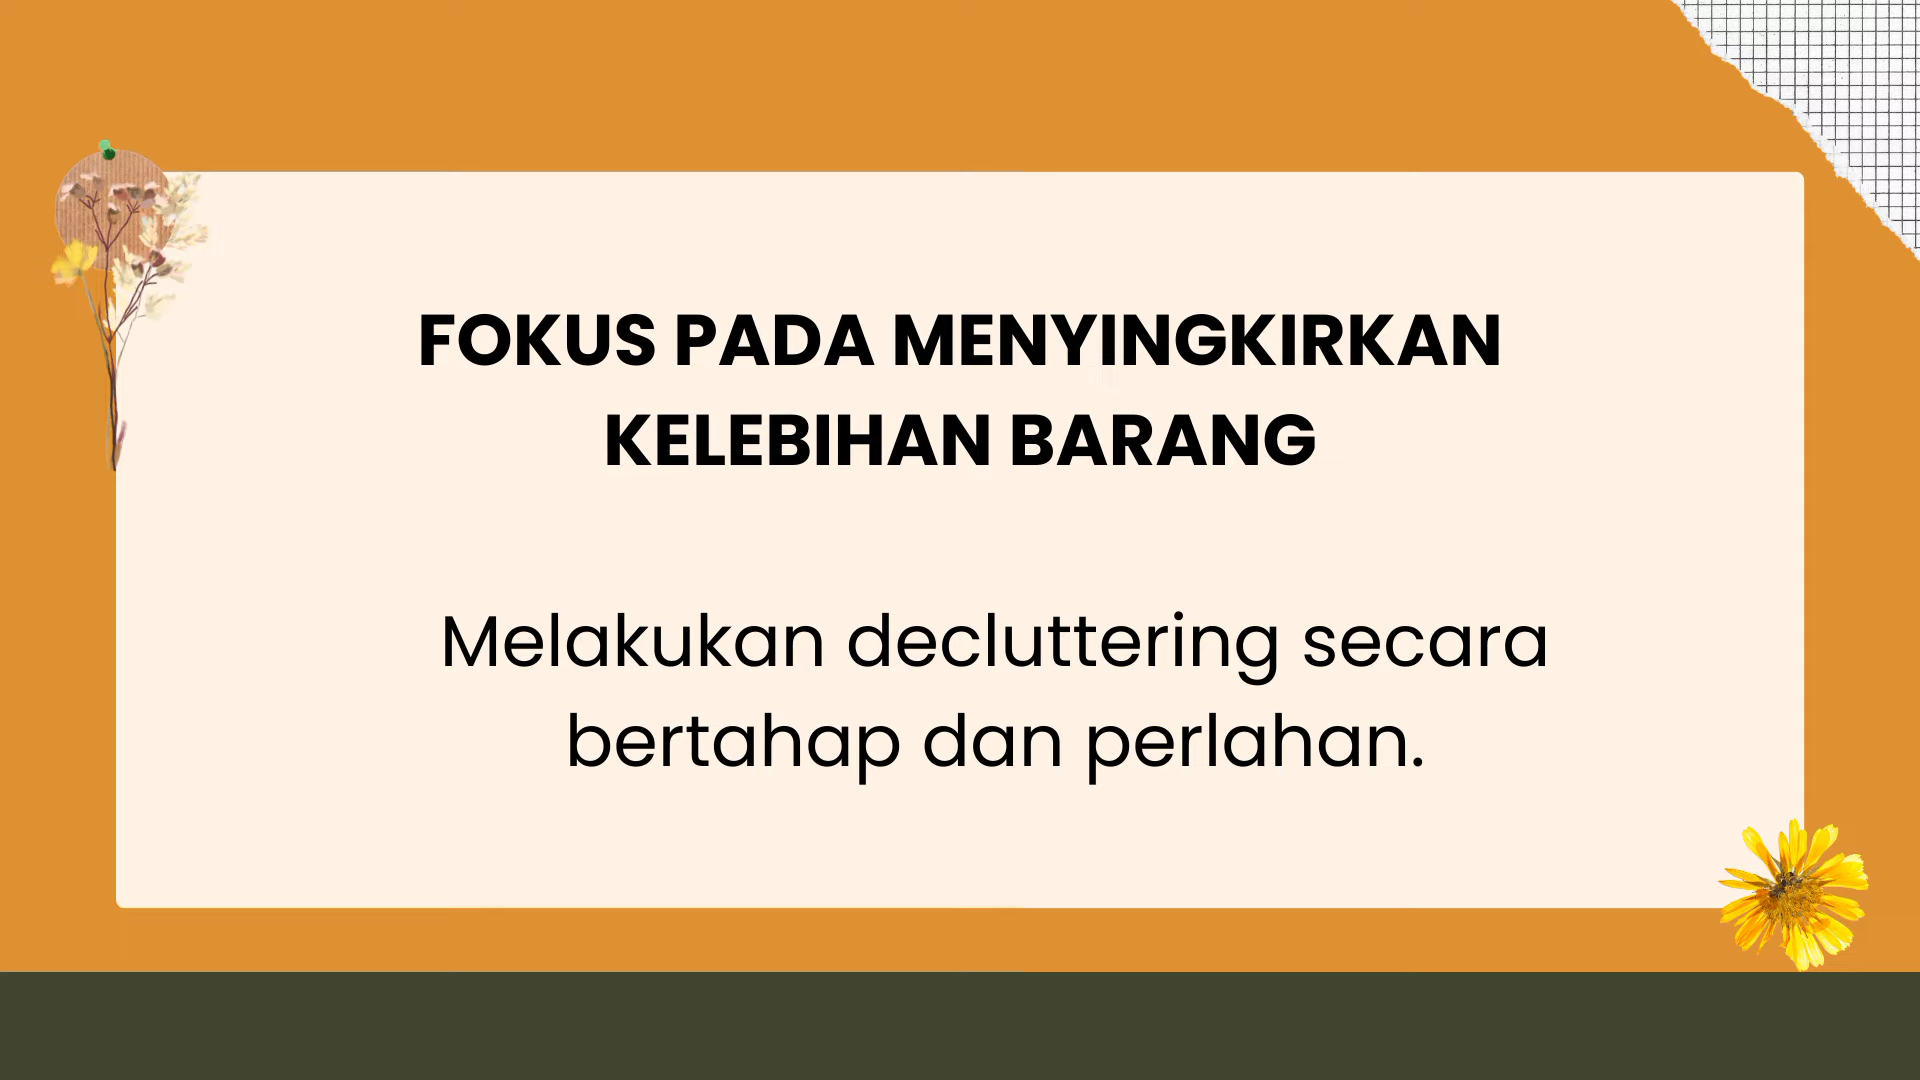 FOKUS PADA MENYINGKIRKAN
KELEBIHAN BARANG
Melakukan decluttering secara
bertahap dan perlahan.